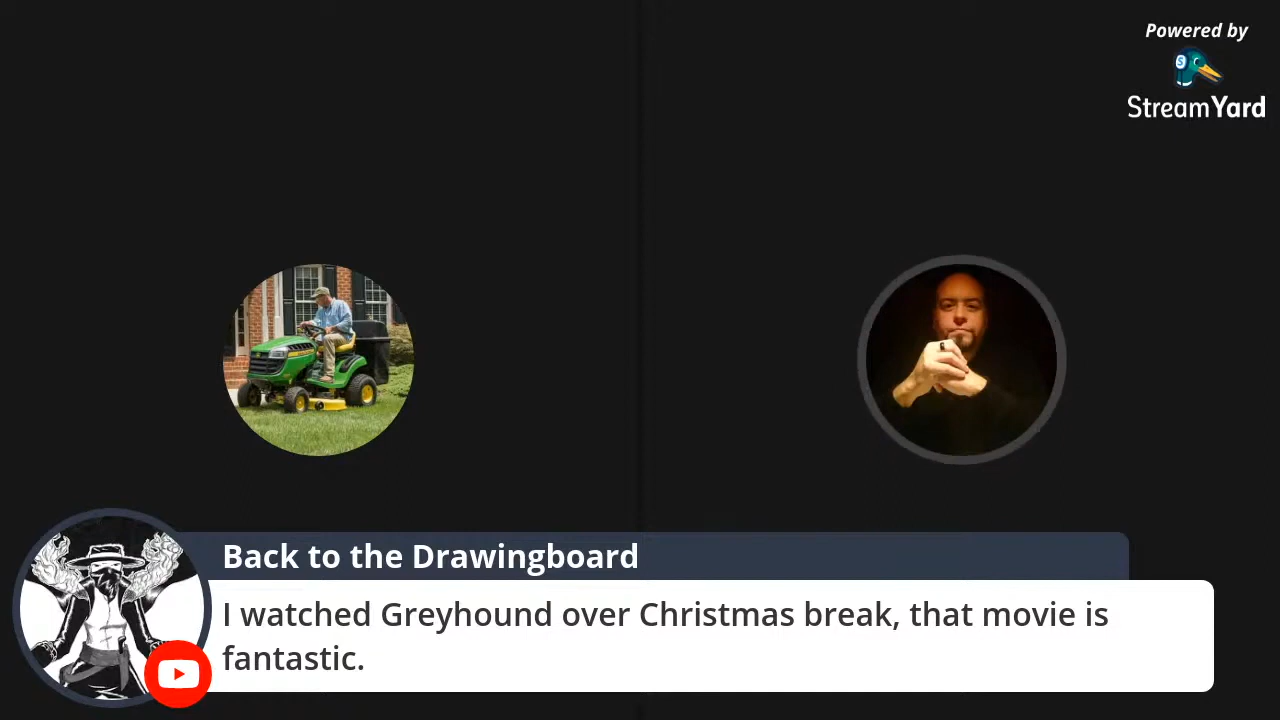 Powered by
StreamYard
Back to the Drawingboard
I watched Greyhound over Christmas break, that movie is
fantastic.